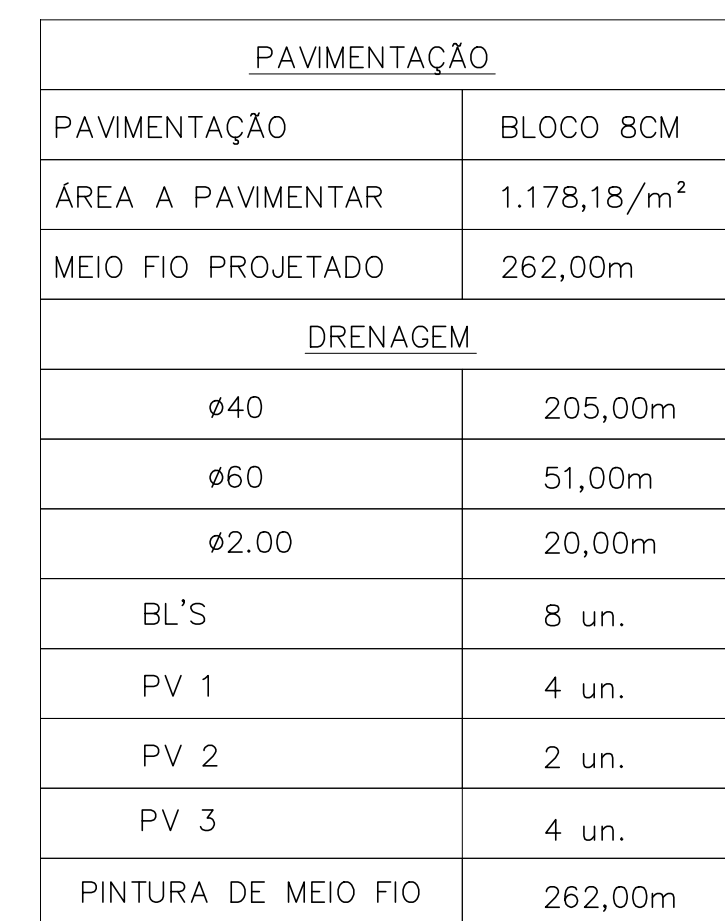 PAVIMENTAÇÃO
PAVIMENTAÇÃO BLOCO 8CM
ÁREA A PAVIMENTAR 1.178,18/m²
MEIO FIO PROJETADO 262,00m
DRENAGEM
ø40 205,00m
ø60 51,00m
ø2.00 20,00m
BL'S 8 un.
PV 1 4 un.
PV 2 2 un.
PV 3 4 un.
PINTURA DE MEIO FIO 262,00m